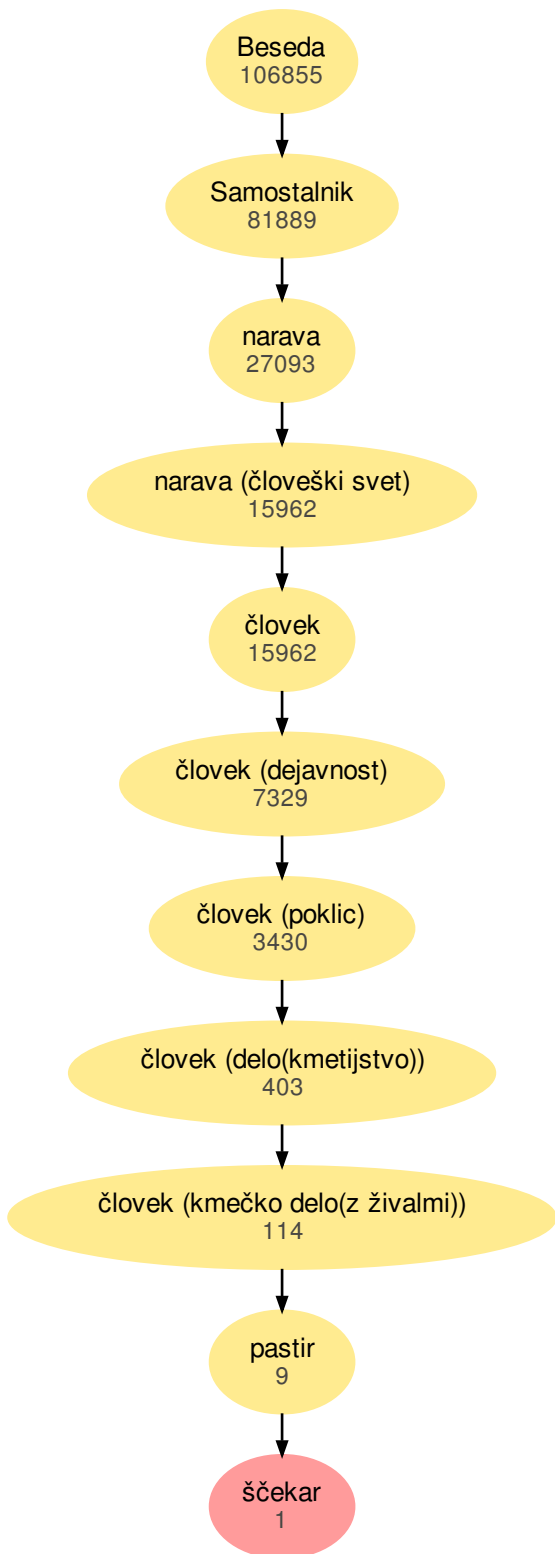 Beseda
106855
Samostalnik
81889
narava
27093
narava (človeški svet)
15962
človek
15962
človek (dejavnost)
7329
človek (poklic)
3430
človek (delo(kmetijstvo))
403
človek (kmečko delo(z živalmi))
114
pastir
9
ščekar
1